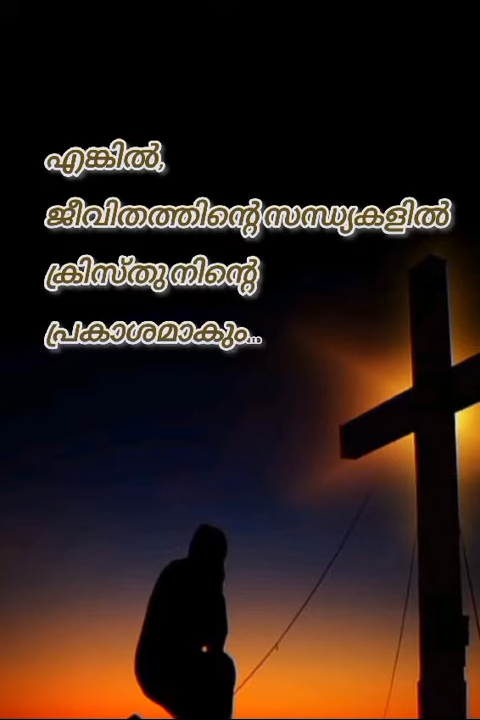 എങ്കിൽ,
ജീവിതത്തിന്റെ സന്ധ്യകളിൽ
ക്രിസ്തു നിന്റെ
പ്രകാശമാകും...